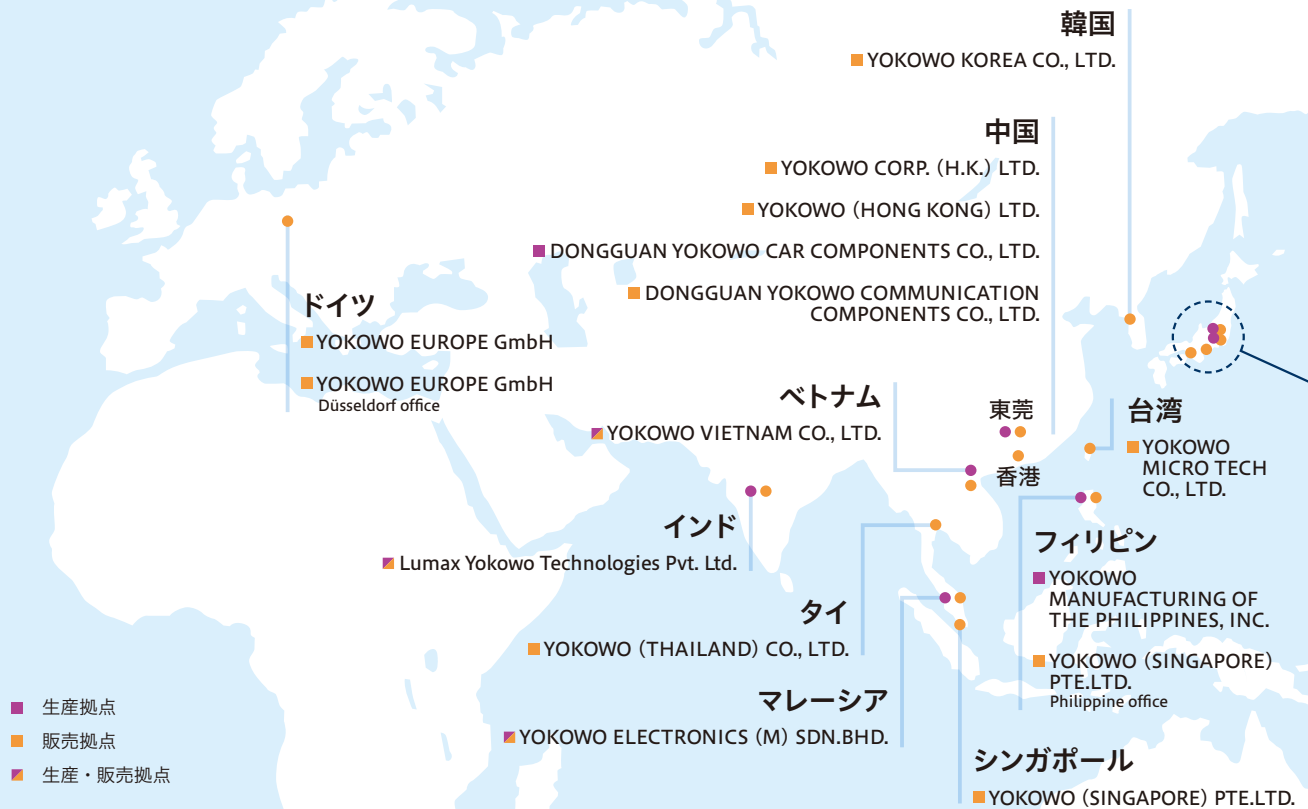 韓国
YOKOWO KOREA CO., LTD.
中国
YOKOWO CORP. (H.K.) LTD.
YOKOWO (HONG KONG) LTD.
DONGGUAN YOKOWO CAR COMPONENTS CO., LTD.
DONGGUAN YOKOWO COMMUNICATION
COMPONENTS CO., LTD.
ドイツ
YOKOWO EUROPE GmbH
YOKOWO EUROPE GmbH
Düsseldorf office
ベトナム
YOKOWO VIETNAM CO., LTD.
東莞
香港
台湾
YOKOWO
MICRO TECH
CO., LTD.
インド
Lumax Yokowo Technologies Pvt. Ltd.
フィリピン
YOKOWO
MANUFACTURING OF
THE PHILIPPINES, INC.
YOKOWO (SINGAPORE)
PTE.LTD.
Philippine office
タイ
YOKOWO (THAILAND) CO., LTD.
マレーシア
YOKOWO ELECTRONICS (M) SDN.BHD.
シンガポール
YOKOWO (SINGAPORE) PTE.LTD.
生産拠点
販売拠点
生産・販売拠点